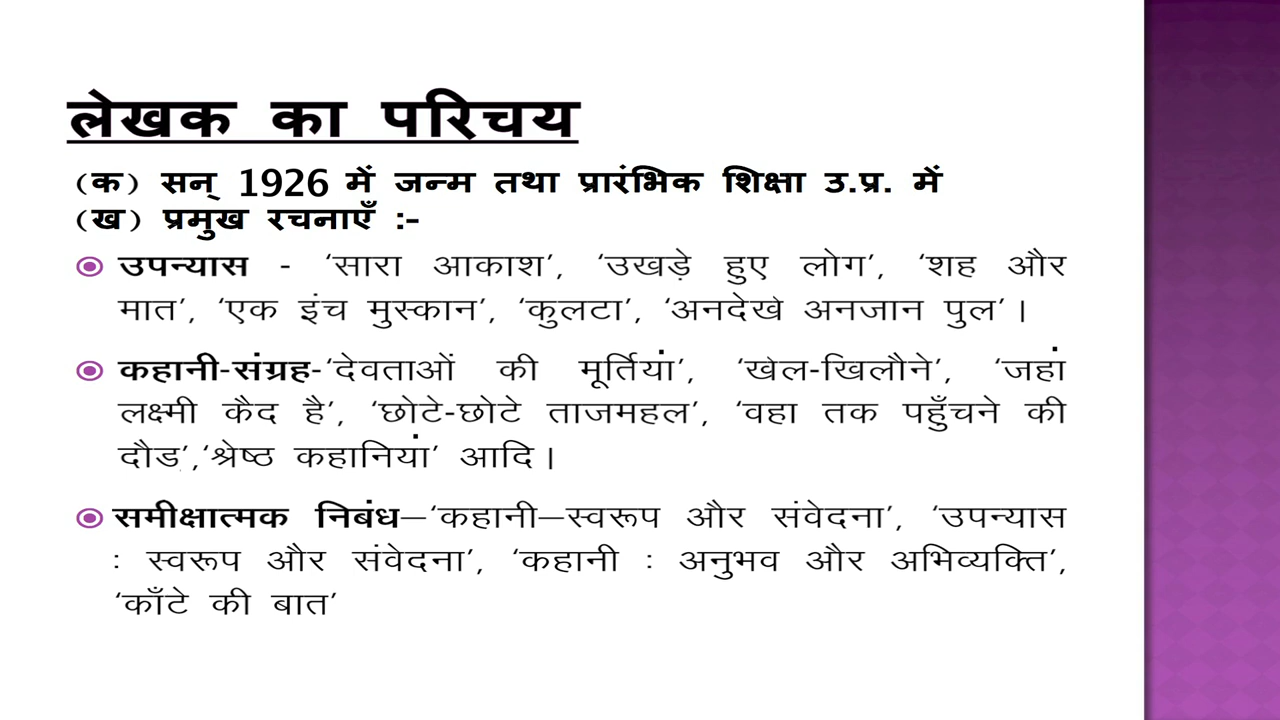 लेखक का परिचय
(क) सन् 1926 में जन्म तथा प्रारंभिक शिक्षा उ.प्र. में
(ख) प्रमुख रचनाएँ :-
उपन्यास - ‘सारा आकाश’, ‘उखड़े हुए लोग’, ‘शह और
मात’, ‘एक इंच मुस्कान’, ‘कुलटा’, ‘अनदेखे अनजान पुल’ ।
कहानी-संग्रह-‘देवताओं की मूर्तियां’, ‘खेल-खिलौने’, ‘जहां
लक्ष्मी कैद है’, ‘छोटे-छोटे ताजमहल’, ‘वहा तक पहुँचने की
दौड’,‘श्रेष्ठ कहानियां’ आदि ।
समीक्षात्मक निबंध–‘कहानी–स्वरूप और संवेदना’, ‘उपन्यास
: स्वरूप और संवेदना’, ‘कहानी : अनुभव और अभिव्यक्ति’,
‘काँटे की बात’